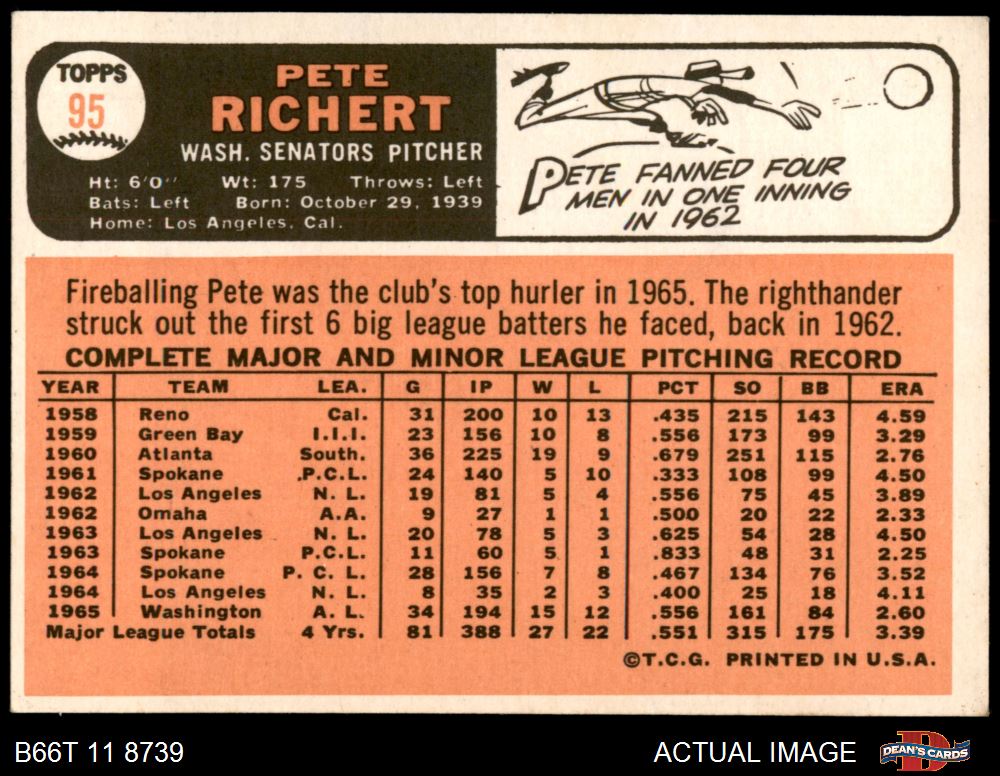 TOPPS
95
PETE
RICHERT
WASH. SENATORS PITCHER
Ht: 6'0" Wt: 175 Throws: Left
Bats: Left Born: October 29, 1939
Home: Los Angeles, Cal.
PETE FANNED FOUR
MEN IN ONE INNING
IN 1962
Fireballing Pete was the club's top hurler in 1965. The righthander
struck out the first 6 big league batters he faced, back in 1962.
COMPLETE MAJOR AND MINOR LEAGUE PITCHING RECORD
YEAR TEAM LEA. G IP W L PCT SO BB ERA
1958 Reno Cal. 31 200 10 13 .435 215 143 4.59
1959 Green Bay I.I.I. 23 156 10 8 .556 173 99 3.29
1960 Atlanta South. 36 225 19 9 .679 251 115 2.76
1961 Spokane P.C.L. 24 140 5 10 .333 108 99 4.50
1962 Los Angeles N. L. 19 81 5 4 .556 75 45 3.89
1962 Omaha A.A. 9 27 1 1 .500 20 22 2.33
1963 Los Angeles N. L. 20 78 5 3 .625 54 28 4.50
1963 Spokane P.C.L. 11 60 5 1 .833 48 31 2.25
1964 Spokane P. C. L. 28 156 7 8 .467 134 76 3.52
1964 Los Angeles N. L. 8 35 2 3 .400 25 18 4.11
1965 Washington A. L. 34 194 15 12 .556 161 84 2.60
Major League Totals 4 Yrs. 81 388 27 22 .551 315 175 3.39
©T.C.G. PRINTED IN U.S.A.
B66T 11 8739
ACTUAL IMAGE
DEAN'S CARDS